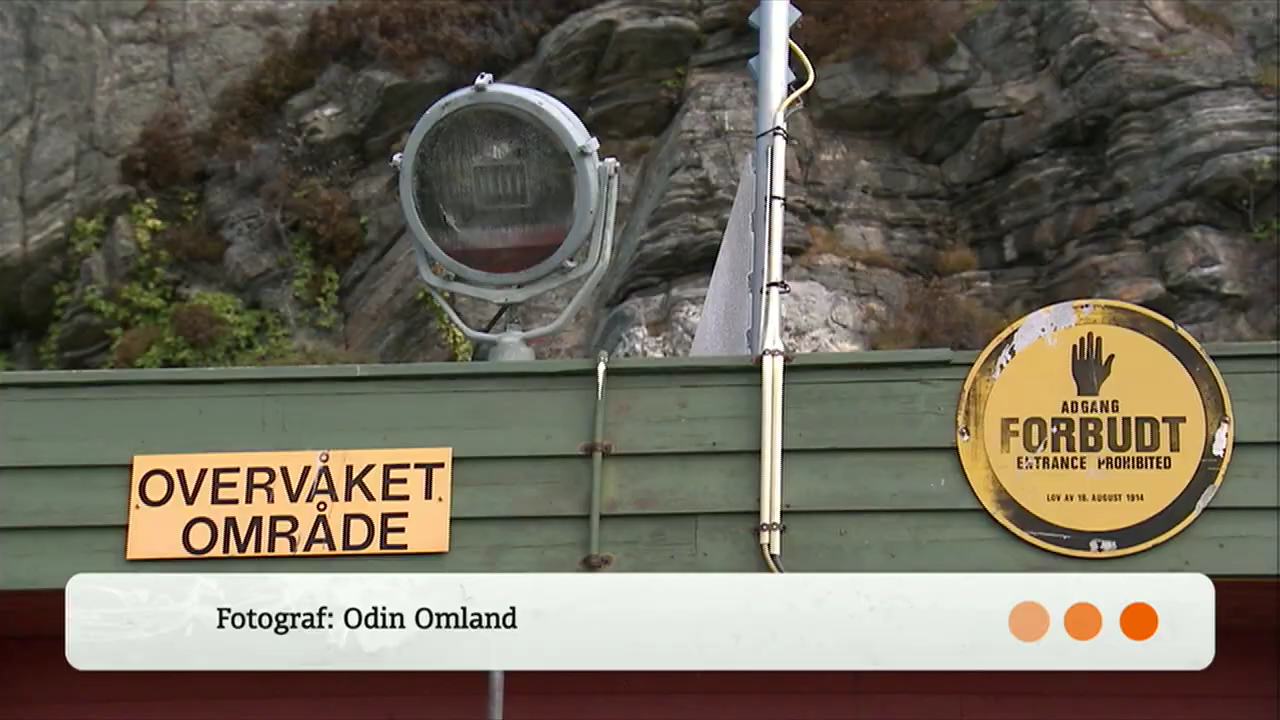 OVERVÅKET
OMRÅDE
ADGANG
FORBUDT
ENTRANCE PROHIBITED
LOV AV 18. AUGUST 1914
Fotograf: Odin Omland